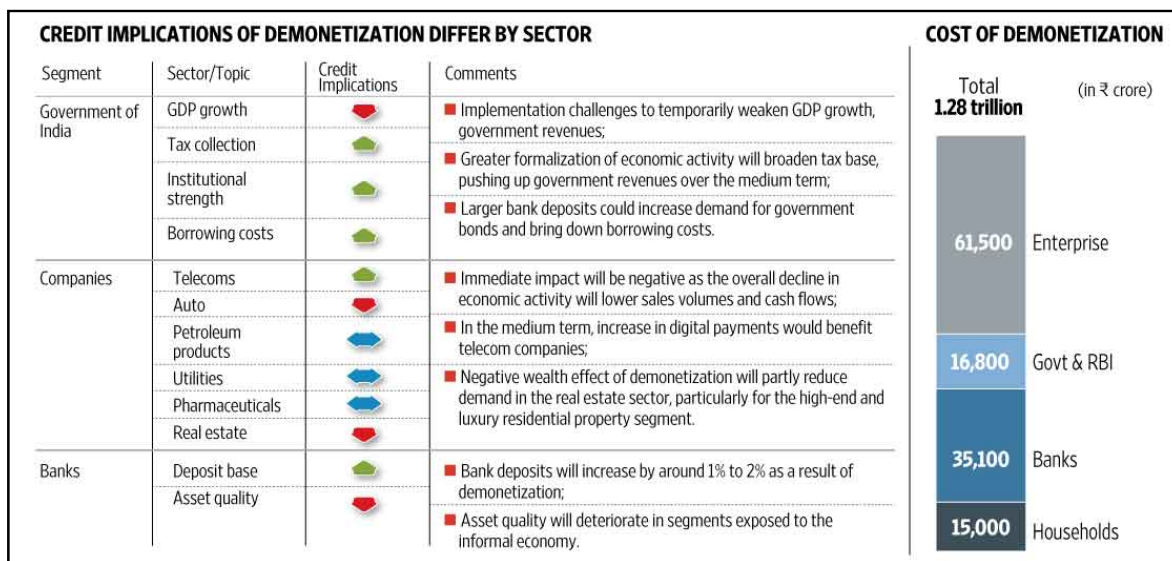 CREDIT IMPLICATIONS OF DEMONETIZATION DIFFER BY SECTOR
Segment
Sector/Topic
Credit
Implications
Comments
Government of
India
GDP growth
Tax collection
Institutional
strength
Borrowing costs
Implementation challenges to temporarily weaken GDP growth,
government revenues;
Greater formalization of economic activity will broaden tax base,
pushing up government revenues over the medium term;
Larger bank deposits could increase demand for government
bonds and bring down borrowing costs.
Companies
Telecoms
Auto
Petroleum
products
Utilities
Pharmaceuticals
Real estate
Immediate impact will be negative as the overall decline in
economic activity will lower sales volumes and cash flows;
In the medium term, increase in digital payments would benefit
telecom companies;
Negative wealth effect of demonetization will partly reduce
demand in the real estate sector, particularly for the high-end and
luxury residential property segment.
Banks
Deposit base
Asset quality
Bank deposits will increase by around 1% to 2% as a result of
demonetization;
Asset quality will deteriorate in segments exposed to the
informal economy.
COST OF DEMONETIZATION
Total
1.28 trillion
(in ₹ crore)
61,500 Enterprise
16,800 Govt & RBI
35,100 Banks
15,000 Households